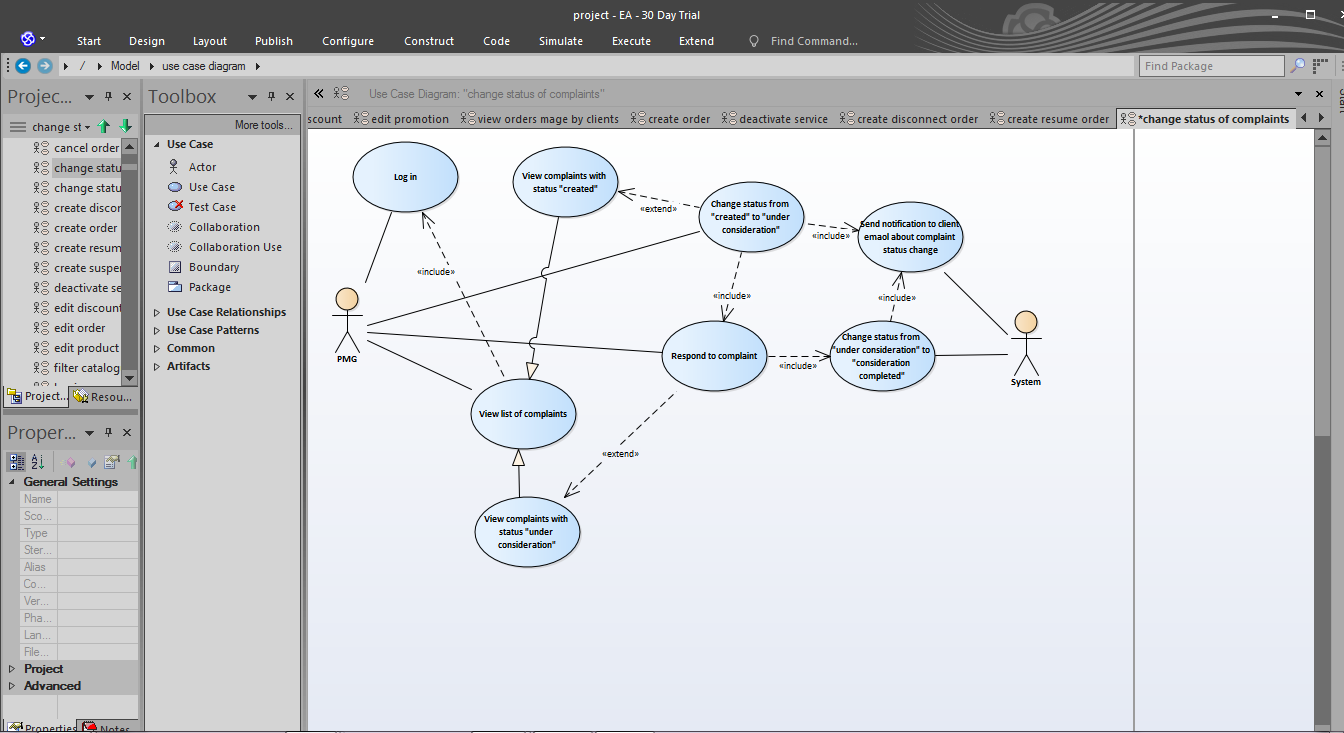 project - EA - 30 Day Trial
Start Design Layout Publish Configure Construct Code Simulate Execute Extend Find Command...
/ Model use case diagram Find Package
Projec...
change st
cancel order
change statu
change statu
create discor
create order
create resum
create suspe
deactivate se
edit discount
edit order
edit product
filter catalog
Project... Resou...
Proper...
General Settings
Name
Sco...
Type
Ster...
Alias
Co...
Ver...
Pha...
Lan...
File...
Project
Advanced
Properties Notes
Toolbox
More tools...
Use Case
Actor
Use Case
Test Case
Collaboration
Collaboration Use
Boundary
Package
Use Case Relationships
Use Case Patterns
Common
Artifacts
Use Case Diagram: "change status of complaints"
scount edit promotion view orders mage by clients create order deactivate service create disconnect order create resume order *change status of complaints
Log in
View complaints with
status "created"
«extend»
Change status from
"created" to "under
consideration"
«include»
Send notification to client
emaol about complaint
status change
«include»
«include»
«include»
PMG
Respond to complaint
«include»
Change status from
"under consideration" to
"consideration
completed"
System
View list of complaints
«extend»
View complaints with
status "under
consideration"